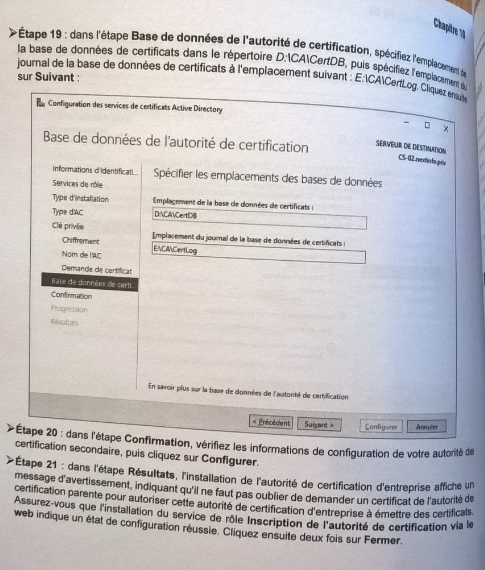 Chapitre 10
➢Étape 19 : dans l'étape Base de données de l'autorité de certification, spécifiez l'emplacement de
la base de données de certificats dans le répertoire D:\CA\CertDB, puis spécifiez l'emplacement du
journal de la base de données de certificats à l'emplacement suivant : E:\CA\CertLog. Cliquez ensuite
sur Suivant :
Configuration des services de certificats Active Directory
Base de données de l'autorité de certification
SERVEUR DE DESTINATION
CS-02.nextinfo.priv
Informations d'identificati...
Services de rôle
Type d'installation
Type d'AC
Clé privée
Chiffrement
Nom de l'AC
Demande de certificat
Base de données de certi...
Confirmation
Progression
Résultats
Spécifier les emplacements des bases de données
Emplacement de la base de données de certificats :
D:\CA\CertDB
Emplacement du journal de la base de données de certificats :
E:\CA\CertLog
En savoir plus sur la base de données de l'autorité de certification
< Précédent
Suivant >
Configurer
Annuler
➢Étape 20 : dans l'étape Confirmation, vérifiez les informations de configuration de votre autorité de
certification secondaire, puis cliquez sur Configurer.
➢Étape 21 : dans l'étape Résultats, l'installation de l'autorité de certification d'entreprise affiche un
message d'avertissement, indiquant qu'il ne faut pas oublier de demander un certificat de l'autorité de
certification parente pour autoriser cette autorité de certification d'entreprise à émettre des certificats.
Assurez-vous que l'installation du service de rôle Inscription de l'autorité de certification via le
web indique un état de configuration réussie. Cliquez ensuite deux fois sur Fermer.